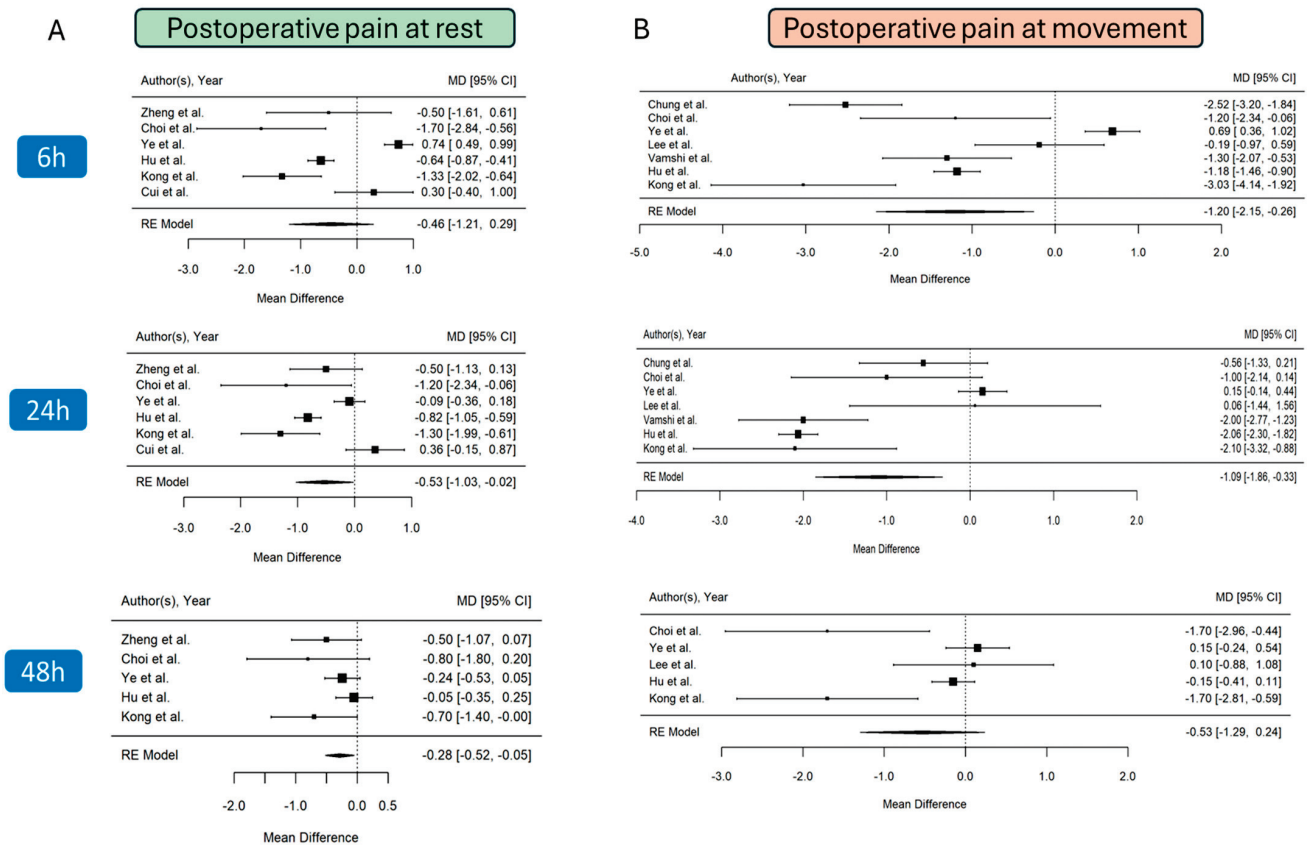 A
Postoperative pain at rest
6h
Author(s), Year MD [95% CI]
Zheng et al. -0.50 [-1.61, 0.61]
Choi et al. -1.70 [-2.84, -0.56]
Ye et al. 0.74 [0.49, 0.99]
Hu et al. -0.64 [-0.87, -0.41]
Kong et al. -1.33 [-2.02, -0.64]
Cui et al. 0.30 [-0.40, 1.00]
RE Model -0.46 [-1.21, 0.29]
-3.0 -2.0 -1.0 0.0 1.0
Mean Difference
24h
Author(s), Year MD [95% CI]
Zheng et al. -0.50 [-1.13, 0.13]
Choi et al. -1.20 [-2.34, -0.06]
Ye et al. -0.09 [-0.36, 0.18]
Hu et al. -0.82 [-1.05, -0.59]
Kong et al. -1.30 [-1.99, -0.61]
Cui et al. 0.36 [-0.15, 0.87]
RE Model -0.53 [-1.03, -0.02]
-3.0 -2.0 -1.0 0.0 1.0
Mean Difference
48h
Author(s), Year MD [95% CI]
Zheng et al. -0.50 [-1.07, 0.07]
Choi et al. -0.80 [-1.80, 0.20]
Ye et al. -0.24 [-0.53, 0.05]
Hu et al. -0.05 [-0.35, 0.25]
Kong et al. -0.70 [-1.40, -0.00]
RE Model -0.28 [-0.52, -0.05]
-2.0 -1.0 0.0 0.5
Mean Difference
B
Postoperative pain at movement
Author(s), Year MD [95% CI]
Chung et al. -2.52 [-3.20, -1.84]
Choi et al. -1.20 [-2.34, -0.06]
Ye et al. 0.69 [0.36, 1.02]
Lee et al. -0.19 [-0.97, 0.59]
Vamshi et al. -1.30 [-2.07, -0.53]
Hu et al. -1.18 [-1.46, -0.90]
Kong et al. -3.03 [-4.14, -1.92]
RE Model -1.20 [-2.15, -0.26]
-5.0 -4.0 -3.0 -2.0 -1.0 0.0 1.0 2.0
Mean Difference
Author(s), Year MD [95% CI]
Chung et al. -0.56 [-1.33, 0.21]
Choi et al. -1.00 [-2.14, 0.14]
Ye et al. 0.15 [-0.14, 0.44]
Lee et al. 0.06 [-1.44, 1.56]
Vamshi et al. -2.00 [-2.77, -1.23]
Hu et al. -2.06 [-2.30, -1.82]
Kong et al. -2.10 [-3.32, -0.88]
RE Model -1.09 [-1.86, -0.33]
-4.0 -3.0 -2.0 -1.0 0.0 1.0 2.0
Mean Difference
Author(s), Year MD [95% CI]
Choi et al. -1.70 [-2.96, -0.44]
Ye et al. 0.15 [-0.24, 0.54]
Lee et al. 0.10 [-0.88, 1.08]
Hu et al. -0.15 [-0.41, 0.11]
Kong et al. -1.70 [-2.81, -0.59]
RE Model -0.53 [-1.29, 0.24]
-3.0 -2.0 -1.0 0.0 1.0 2.0
Mean Difference